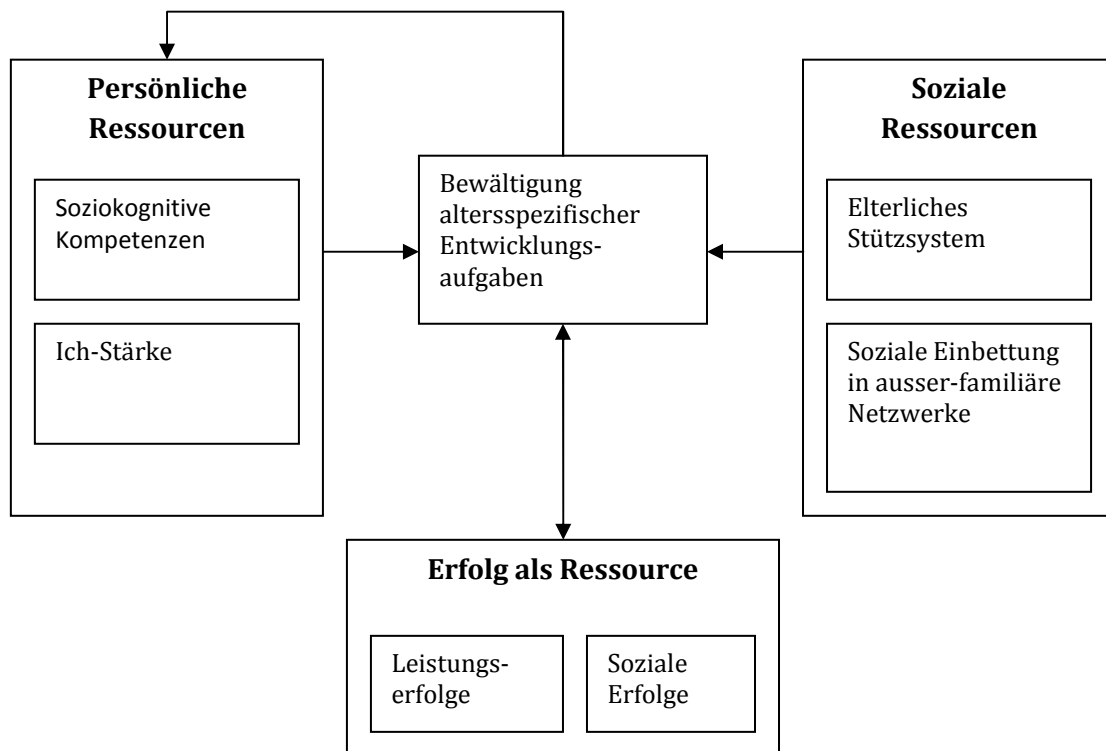 Persönliche
Ressourcen
Soziokognitive
Kompetenzen
Ich-Stärke
Bewältigung
altersspezifischer
Entwicklungs-
aufgaben
Soziale
Ressourcen
Elterliches
Stützsystem
Soziale Einbettung
in ausser-familiäre
Netzwerke
Erfolg als Ressource
Leistungs-
erfolge
Soziale
Erfolge